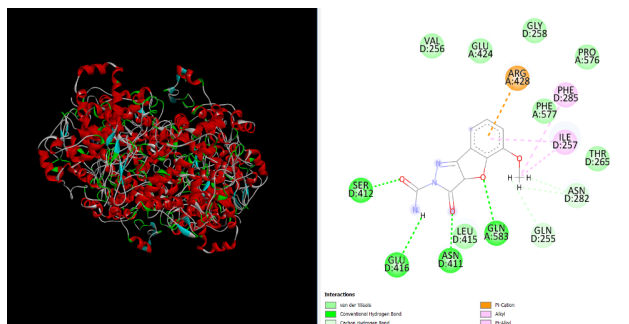 GLY
D:258
VAL
D:256
GLU
A:424
PRO
A:576
ARG
A:428
PHE
D:285
PHE
A:577
ILE
D:257
THR
D:265
SER
D:412
ASN
D:282
H H
H
N
N
O
O
O
O
H
LEU
D:415
GLN
A:583
GLN
D:255
GLU
D:416
ASN
D:411
Interactions
van der Waals
Conventional Hydrogen Bond
Carbon Hydrogen Bond
Pi-Cation
Alkyl
Pi-Alkyl